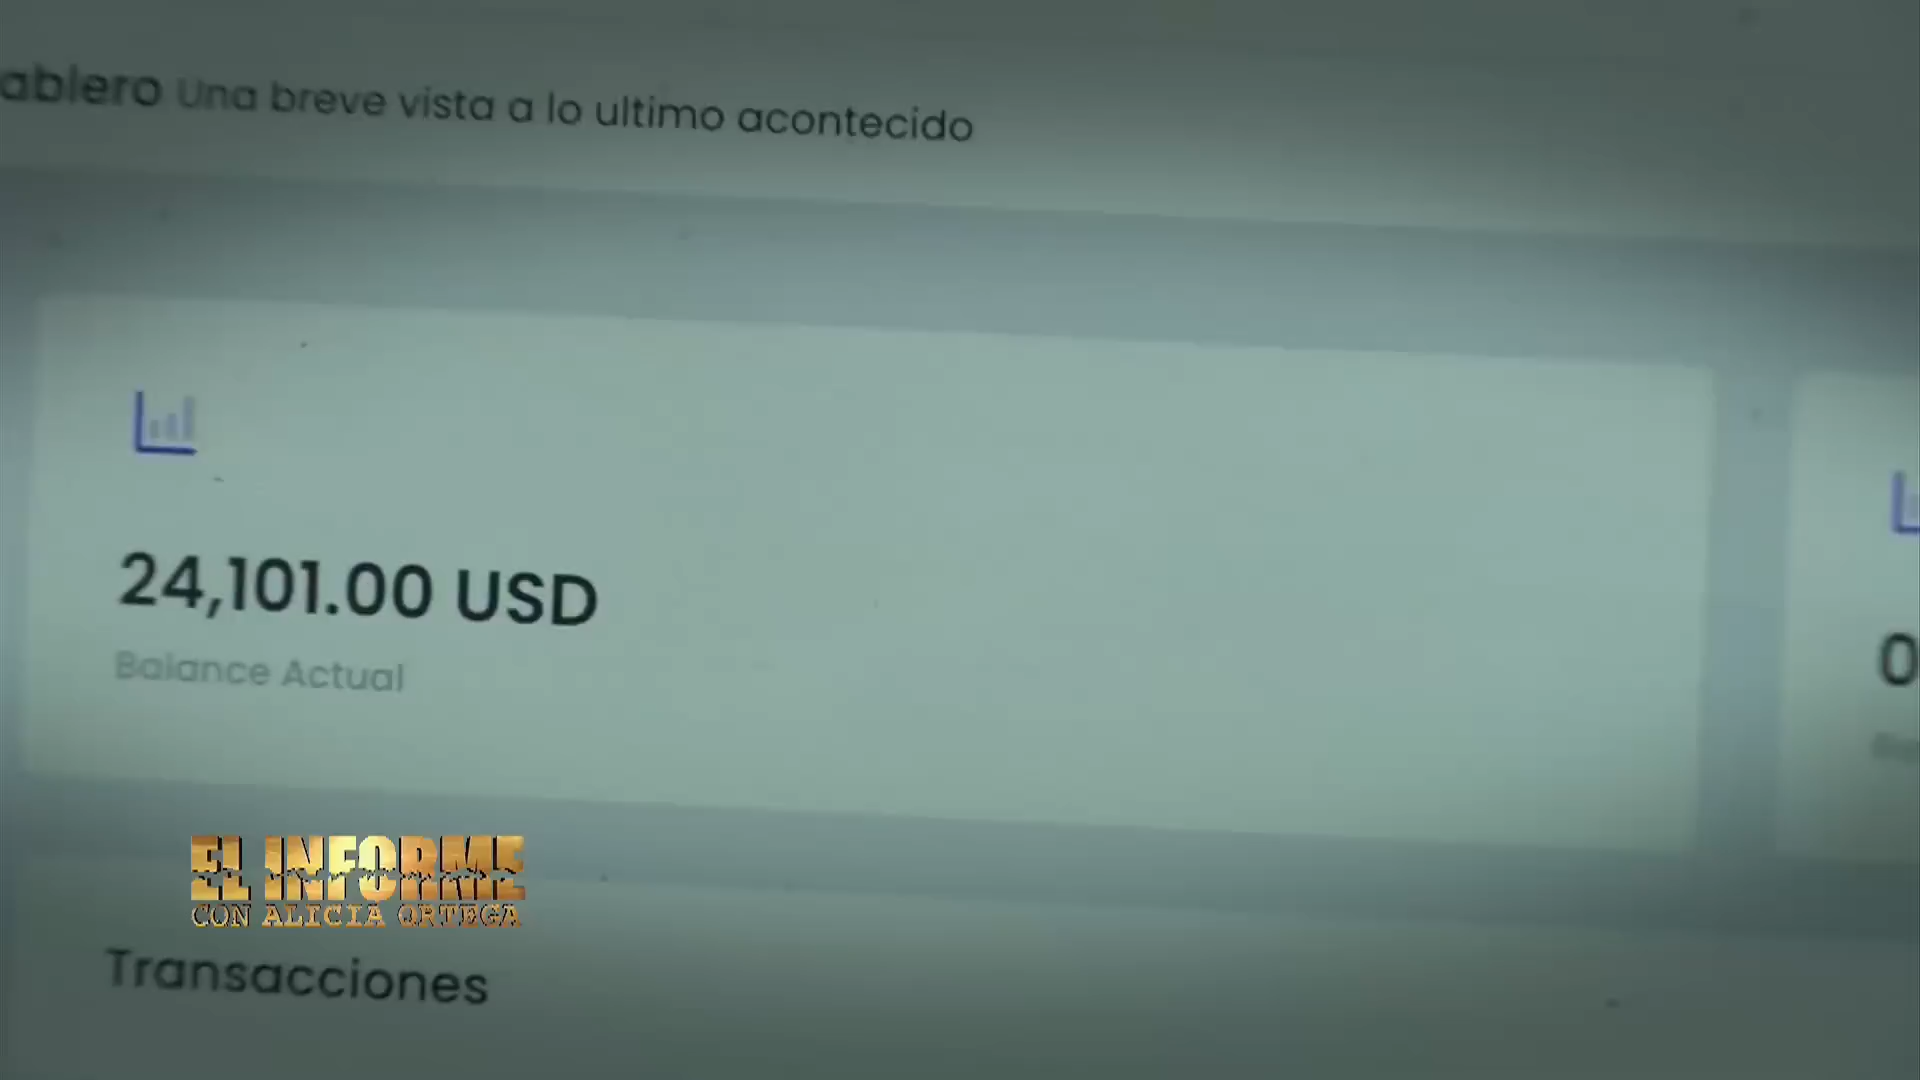 ablero Una breve vista a lo ultimo acontecido
24,101.00 USD
0
Balance Actual
EL INFORME
CON ALICIA ORTEGA
Transacciones